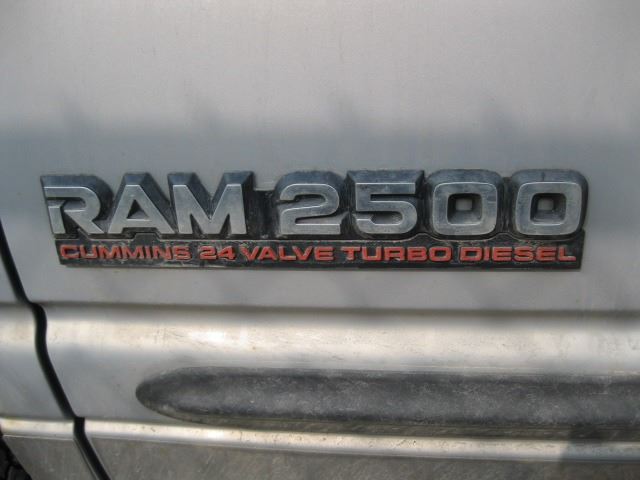 RAM 2500
CUMMINS 24 VALVE TURBO DIESEL